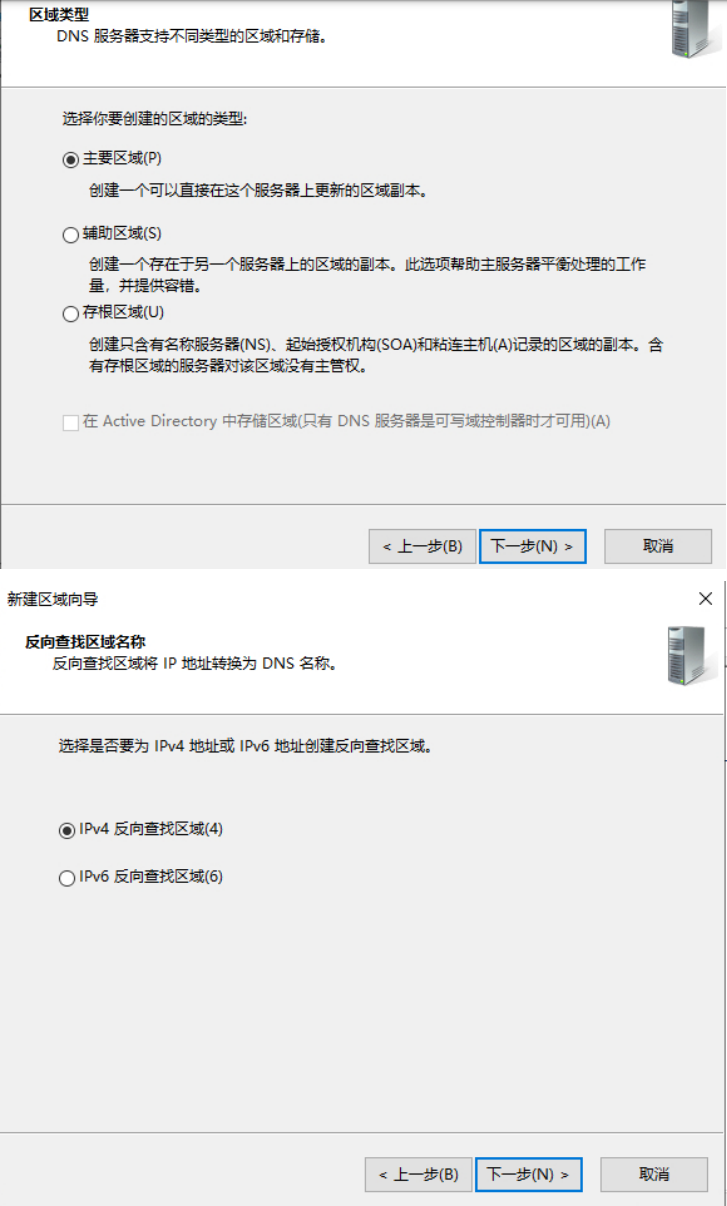 区域类型
DNS 服务器支持不同类型的区域和存储。
选择你要创建的区域的类型:
主要区域(P)
创建一个可以直接在这个服务器上更新的区域副本。
辅助区域(S)
创建一个存在于另一个服务器上的区域的副本。此选项帮助主服务器平衡处理的工作
量，并提供容错。
存根区域(U)
创建只含有名称服务器(NS)、起始授权机构(SOA)和粘连主机(A)记录的区域的副本。含
有存根区域的服务器对该区域没有主管权。
在 Active Directory 中存储区域(只有 DNS 服务器是可写域控制器时才可用)(A)
< 上一步(B) 下一步(N) > 取消
新建区域向导
反向查找区域名称
反向查找区域将 IP 地址转换为 DNS 名称。
选择是否要为 IPv4 地址或 IPv6 地址创建反向查找区域。
IPv4 反向查找区域(4)
IPv6 反向查找区域(6)
< 上一步(B) 下一步(N) > 取消